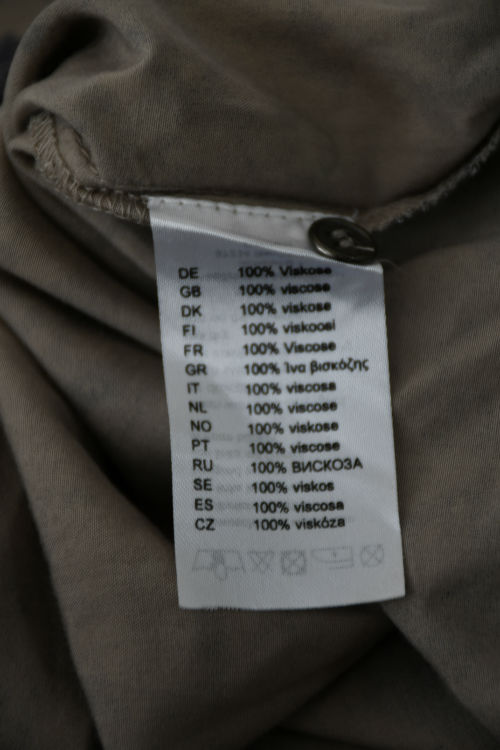 DE 100% Viskose
GB 100% viscose
DK 100% viskose
FI 100% viskoosi
FR 100% Viscose
GR 100% Ίνα βισκόζης
IT 100% viscosa
NL 100% viscose
NO 100% viskose
PT 100% viscose
RU 100% ВИСКОЗА
SE 100% viskos
ES 100% viscosa
CZ 100% viskóza